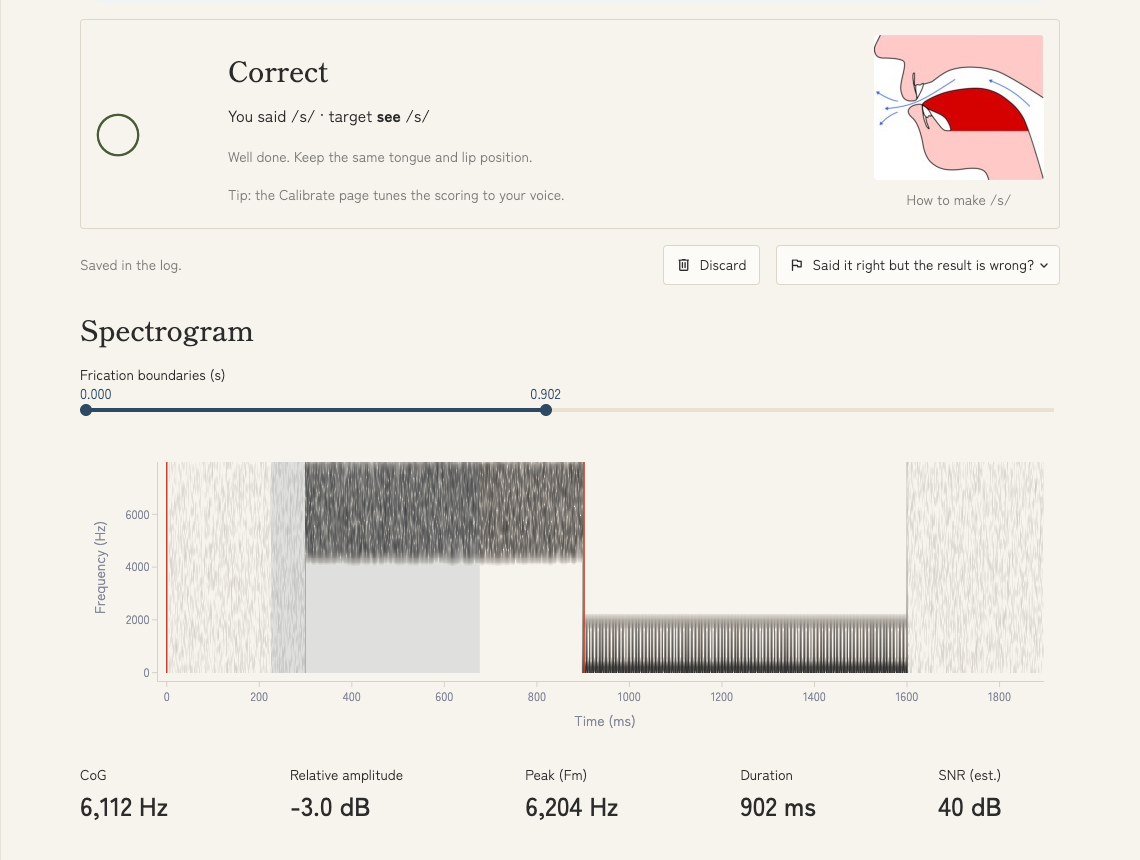 Correct
You said /s/ · target see /s/
Well done. Keep the same tongue and lip position.
Tip: the Calibrate page tunes the scoring to your voice.
How to make /s/
Saved in the log.
Discard
Said it right but the result is wrong?
Spectrogram
Frication boundaries (s)
0.000
0.902
Frequency (Hz)
6000
4000
2000
0
0 200 400 600 800 1000 1200 1400 1600 1800
Time (ms)
CoG Relative amplitude Peak (Fm) Duration SNR (est.)
6,112 Hz -3.0 dB 6,204 Hz 902 ms 40 dB